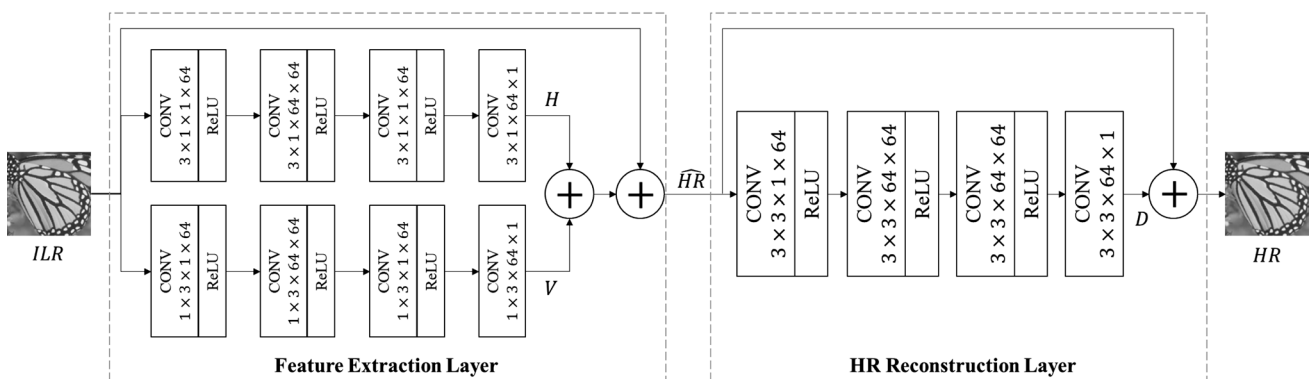 ILR
CONV
3 × 1 × 1 × 64
ReLU
CONV
3 × 1 × 64 × 64
ReLU
CONV
3 × 1 × 1 × 64
ReLU
CONV
3 × 1 × 64 × 1
H
CONV
1 × 3 × 1 × 64
ReLU
CONV
1 × 3 × 64 × 64
ReLU
CONV
1 × 3 × 1 × 64
ReLU
CONV
1 × 3 × 64 × 1
V
+
+
Feature Extraction Layer
\widehat{HR}
CONV
3 × 3 × 1 × 64
ReLU
CONV
3 × 3 × 64 × 64
ReLU
CONV
3 × 3 × 64 × 64
ReLU
CONV
3 × 3 × 64 × 1
D
+
HR
HR Reconstruction Layer